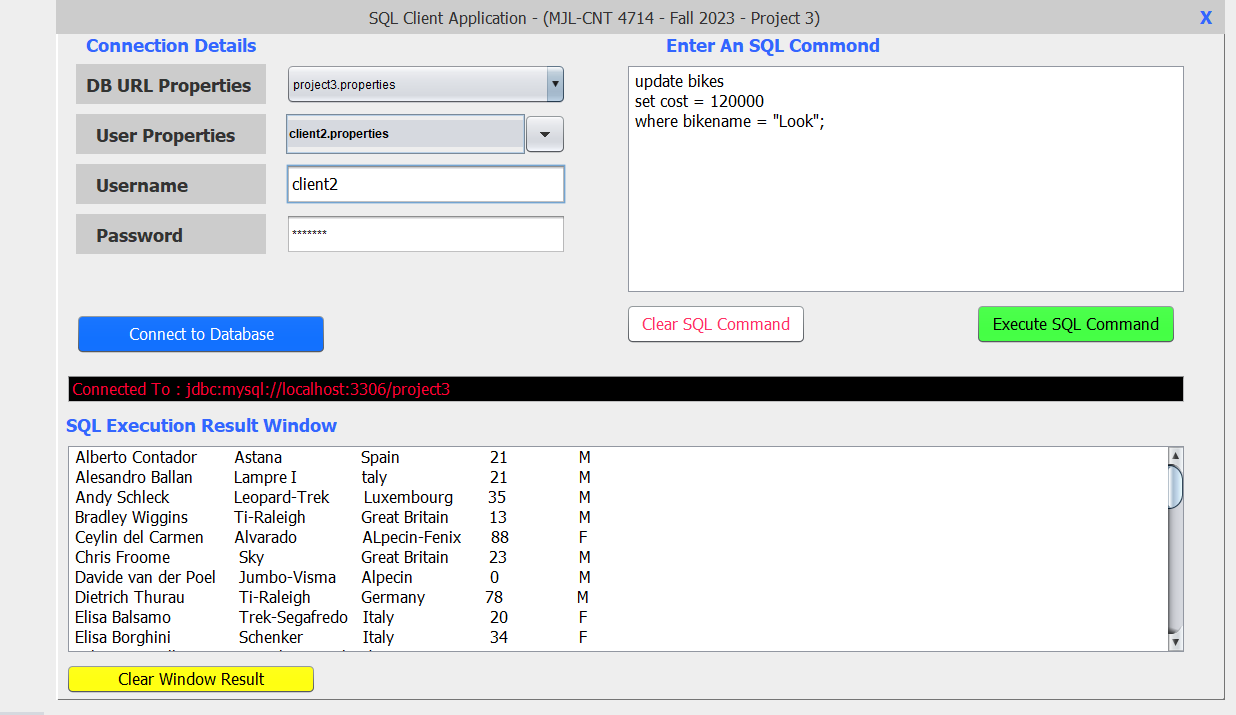 SQL Client Application - (MJL-CNT 4714 - Fall 2023 - Project 3) X
Connection Details
DB URL Properties project3.properties
User Properties client2.properties
Username client2
Password *******
Connect to Database
Enter An SQL Commond
update bikes
set cost = 120000
where bikename = "Look";
Clear SQL Command Execute SQL Command
Connected To : jdbc:mysql://localhost:3306/project3
SQL Execution Result Window
Alberto Contador Astana Spain 21 M
Alesandro Ballan Lampre I taly 21 M
Andy Schleck Leopard-Trek Luxembourg 35 M
Bradley Wiggins Ti-Raleigh Great Britain 13 M
Ceylin del Carmen Alvarado ALpecin-Fenix 88 F
Chris Froome Sky Great Britain 23 M
Davide van der Poel Jumbo-Visma Alpecin 0 M
Dietrich Thurau Ti-Raleigh Germany 78 M
Elisa Balsamo Trek-Segafredo Italy 20 F
Elisa Borghini Schenker Italy 34 F
Clear Window Result